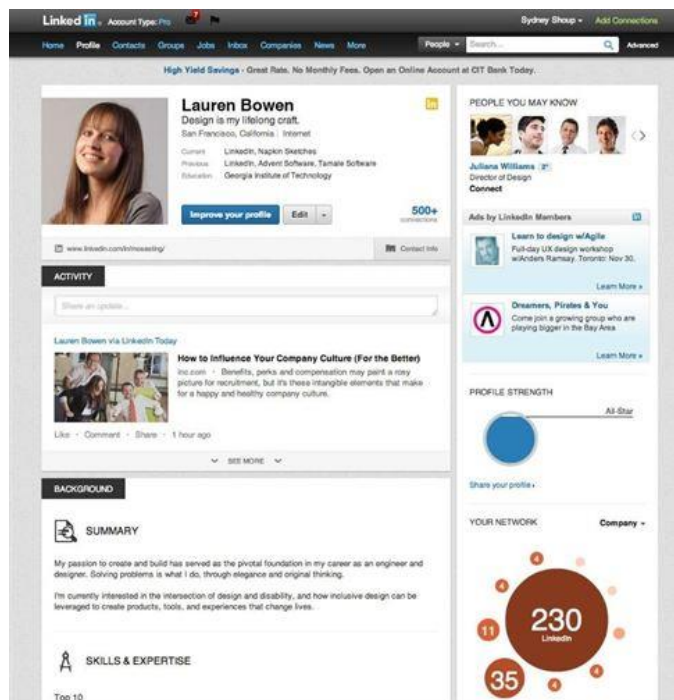 Linked in. Account Type: Pro
Sydney Shoup
Add Connections
Home Profile Contacts Groups Jobs Inbox Companies News More
People Search... Advanced
High Yield Savings - Great Rate. No Monthly Fees. Open an Online Account at CIT Bank Today.
Lauren Bowen
Design is my lifelong craft.
San Francisco, California | Internet
Current LinkedIn, Napkin Sketches
Previous LinkedIn, Advent Software, Tamale Software
Education Georgia Institute of Technology
Improve your profile Edit
500+
connections
Contact Info
ACTIVITY
Share an update...
Lauren Bowen via LinkedIn Today
How to Influence Your Company Culture (For the Better)
inc.com · Benefits, perks and compensation may paint a rosy
picture for recruitment, but it's these intangible elements that make
for a happy and healthy company culture.
Like · Comment · Share · 1 hour ago
SEE MORE
BACKGROUND
SUMMARY
My passion to create and build has served as the pivotal foundation in my career as an engineer and
designer. Solving problems is what I do, through elegance and original thinking.
I'm currently interested in the intersection of design and disability, and how inclusive design can be
leveraged to create products, tools, and experiences that change lives.
SKILLS & EXPERTISE
Top 10
PEOPLE YOU MAY KNOW
Juliana Williams 2°
Director of Design
Connect
Ads by LinkedIn Members
Learn to design w/Agile
Full-day UX design workshop
w/Anders Ramsay. Toronto: Nov 30.
Learn More »
Dreamers, Pirates & You
Come join a growing group who are
playing bigger in the Bay Area
Learn More »
PROFILE STRENGTH
All-Star
Share your profile
YOUR NETWORK Company
4
4
4
230
LinkedIn
11
35
4
4